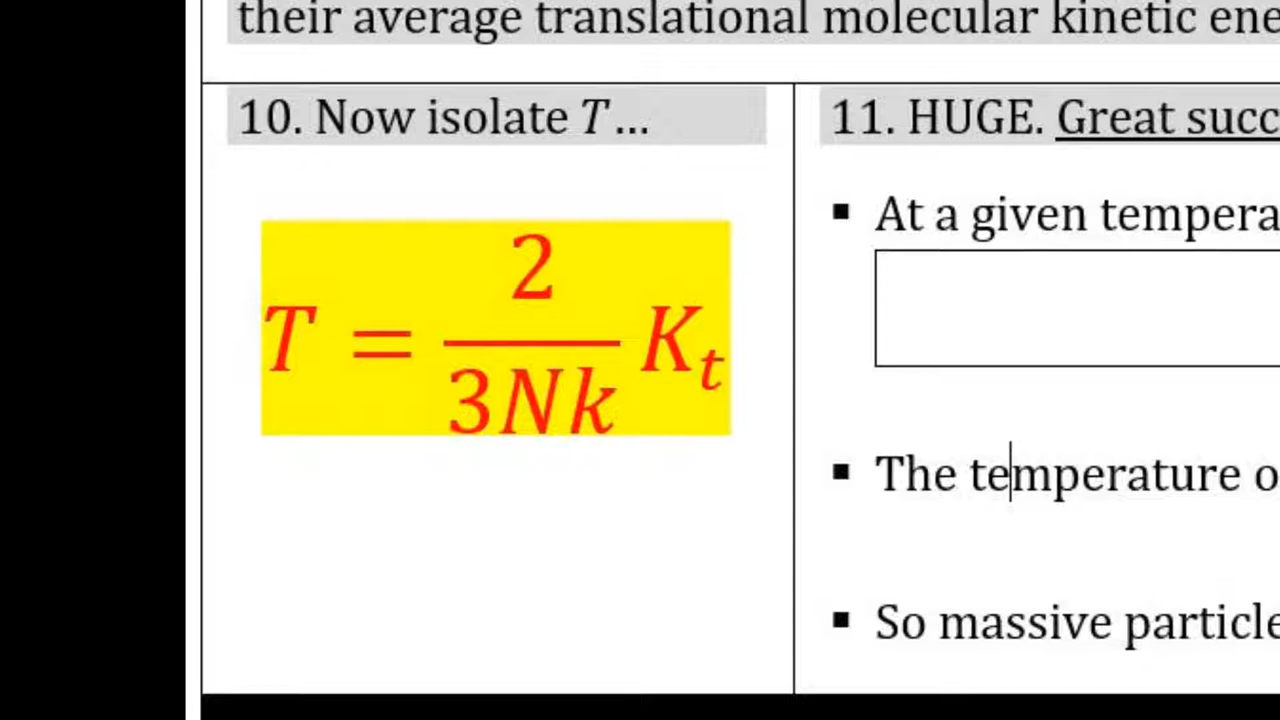 their average translational molecular kinetic ene
10. Now isolate T…
T = 2/3Nk K_t
11. HUGE. Great succ
▪ At a given tempera
▪ The temperature o
▪ So massive particle